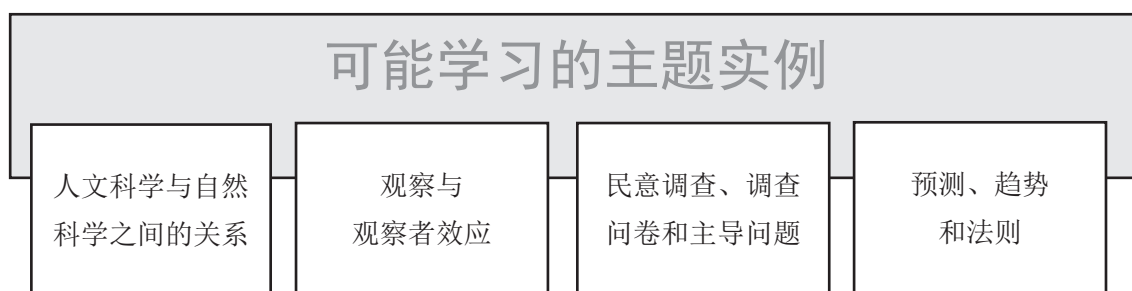 可能学习的主题实例
人文科学与自然
科学之间的关系
观察与
观察者效应
民意调查、调查
问卷和主导问题
预测、趋势
和法则